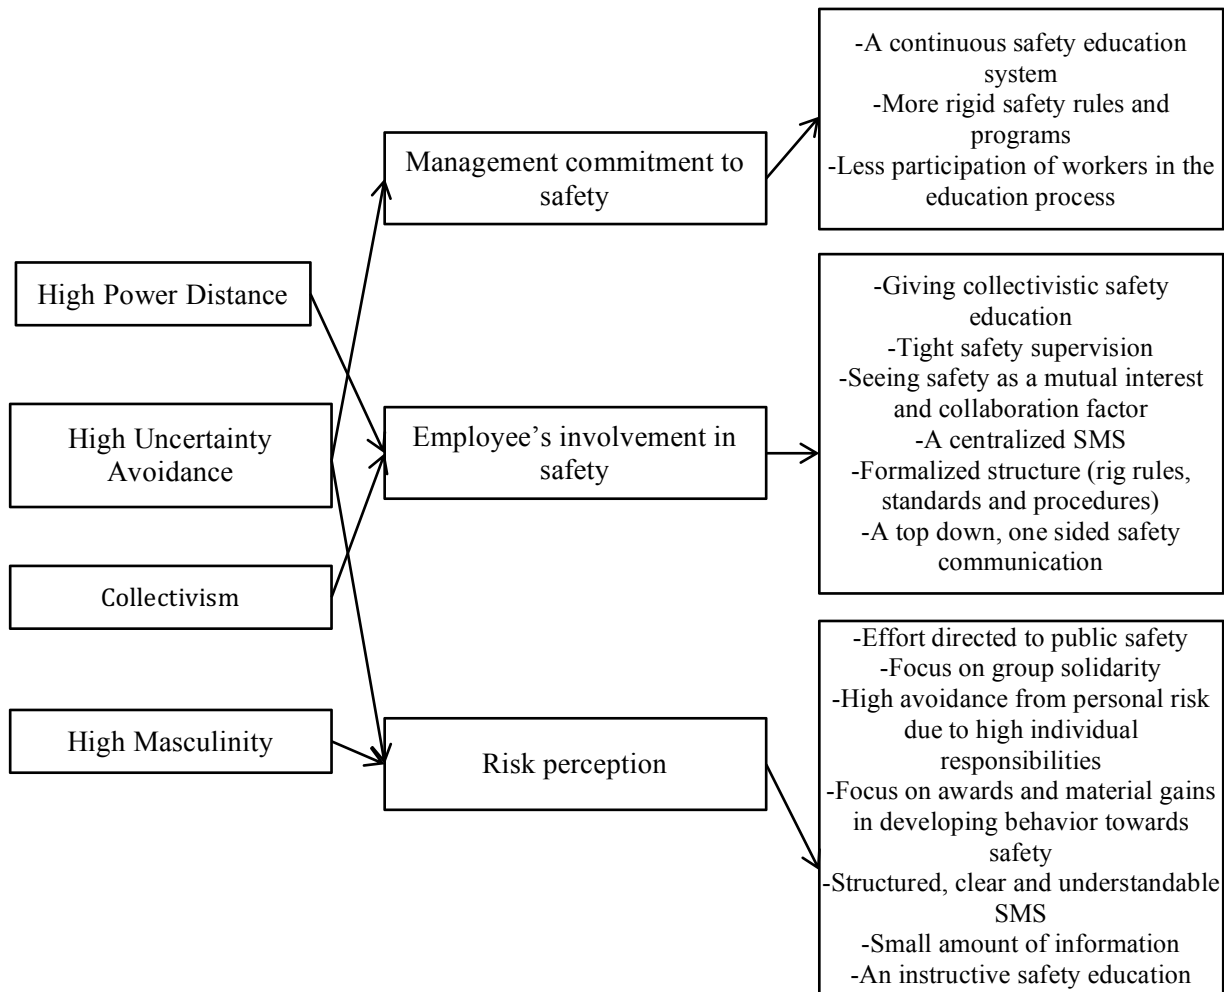 High Power Distance
High Uncertainty
Avoidance
Collectivism
High Masculinity
Management commitment to
safety
Employee’s involvement in
safety
Risk perception
-A continuous safety education
system
-More rigid safety rules and
programs
-Less participation of workers in the
education process
-Giving collectivistic safety
education
-Tight safety supervision
-Seeing safety as a mutual interest
and collaboration factor
-A centralized SMS
-Formalized structure (rig rules,
standards and procedures)
-A top down, one sided safety
communication
-Effort directed to public safety
-Focus on group solidarity
-High avoidance from personal risk
due to high individual
responsibilities
-Focus on awards and material gains
in developing behavior towards
safety
-Structured, clear and understandable
SMS
-Small amount of information
-An instructive safety education